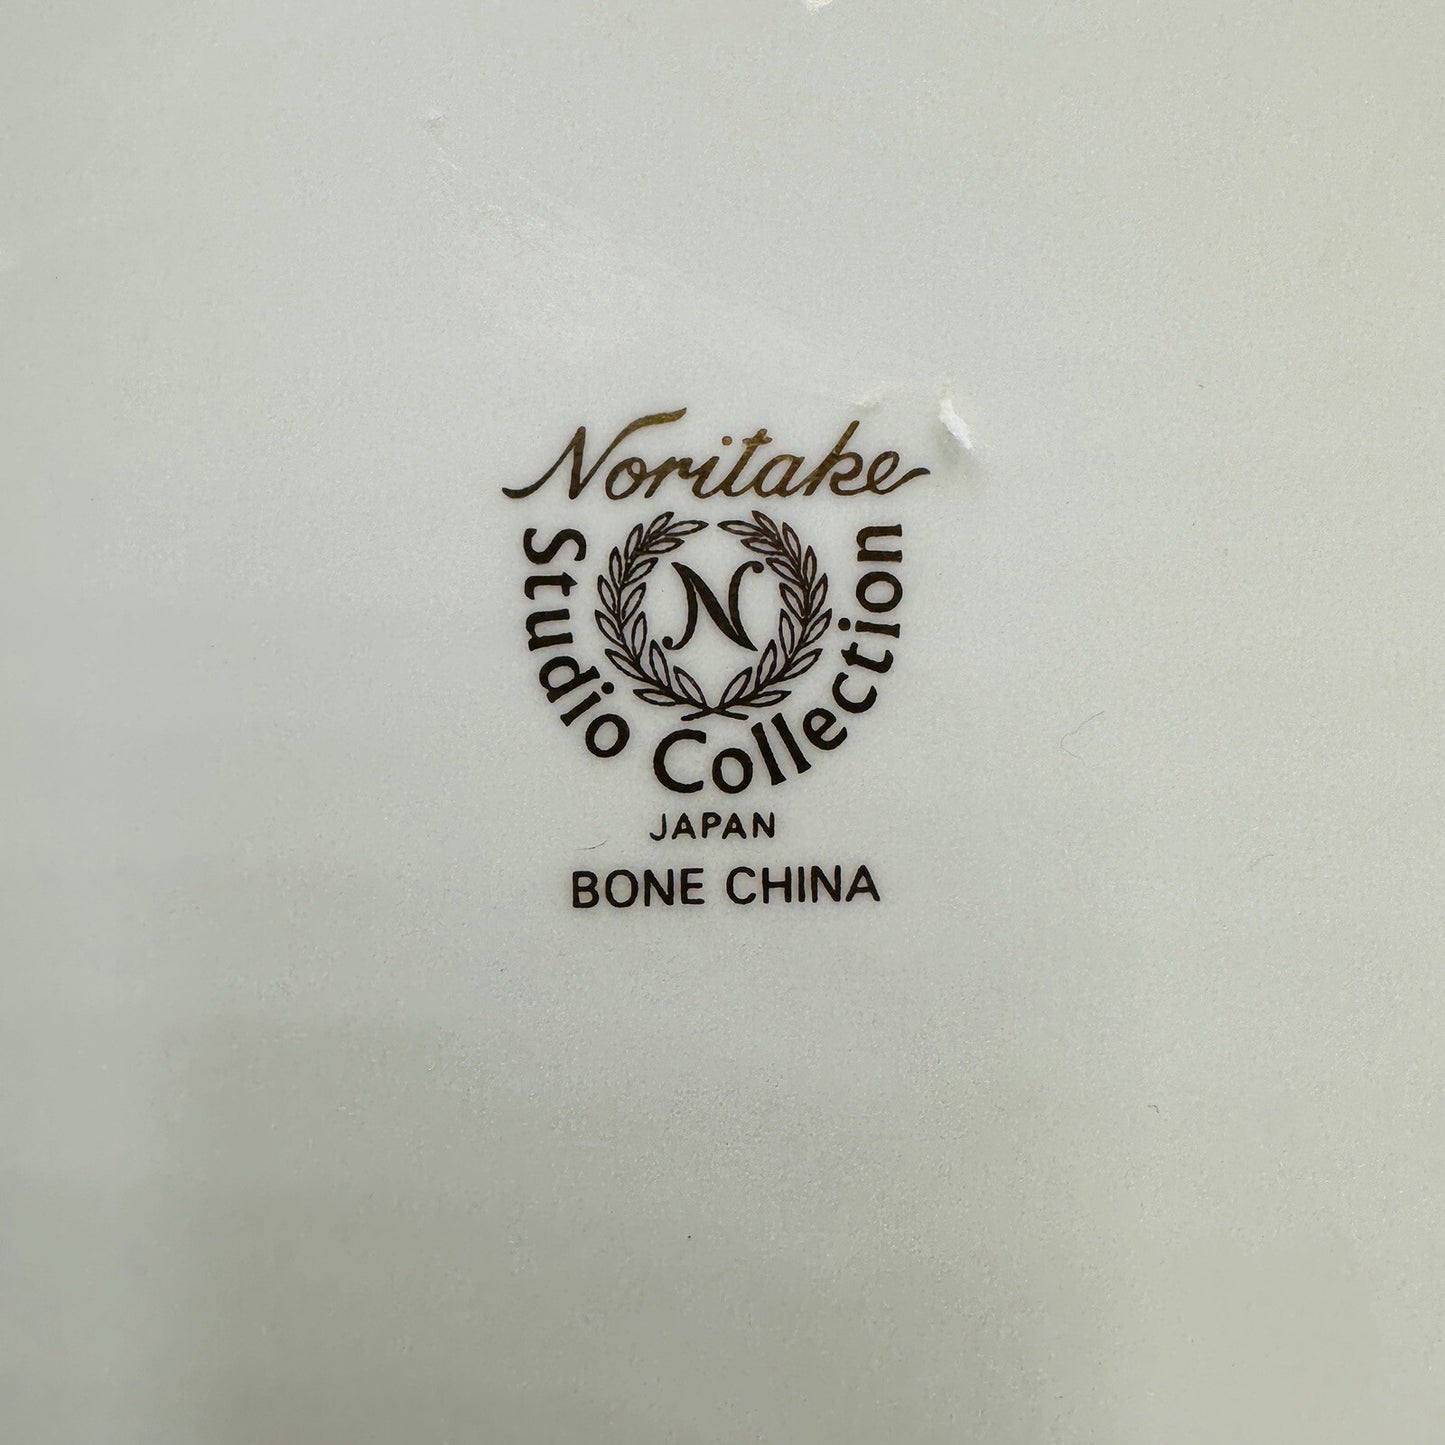 Noritake
Studio Collection
N
JAPAN
BONE CHINA